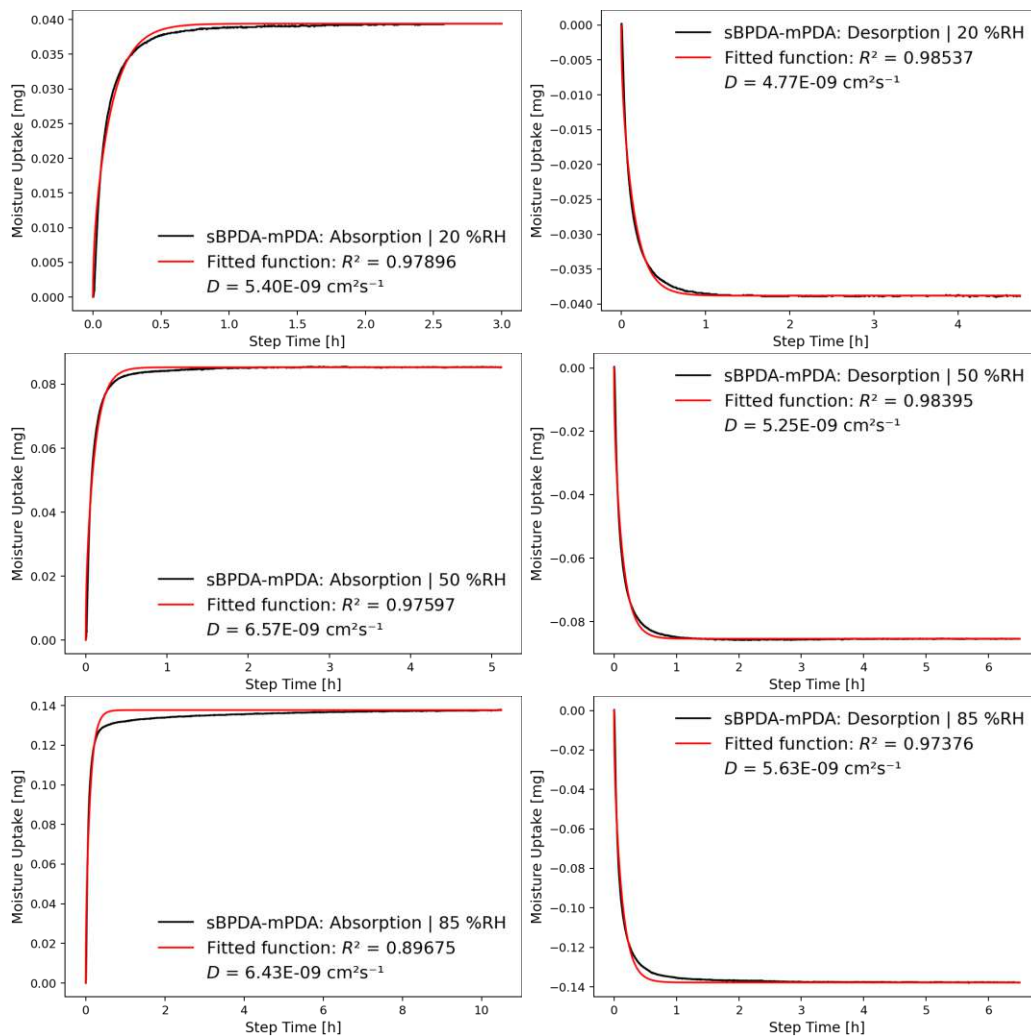 0.040
0.035
0.030
0.025
0.020
0.015
0.010
0.005
0.000
Moisture Uptake [mg]
sBPDA-mPDA: Absorption | 20 %RH
Fitted function: R² = 0.97896
D = 5.40E-09 cm²s⁻¹
0.0 0.5 1.0 1.5 2.0 2.5 3.0
Step Time [h]
0.000
−0.005
−0.010
−0.015
−0.020
−0.025
−0.030
−0.035
−0.040
Moisture Uptake [mg]
sBPDA-mPDA: Desorption | 20 %RH
Fitted function: R² = 0.98537
D = 4.77E-09 cm²s⁻¹
0 1 2 3 4
Step Time [h]
0.08
0.06
0.04
0.02
0.00
Moisture Uptake [mg]
sBPDA-mPDA: Absorption | 50 %RH
Fitted function: R² = 0.97597
D = 6.57E-09 cm²s⁻¹
0 1 2 3 4 5
Step Time [h]
0.00
−0.02
−0.04
−0.06
−0.08
Moisture Uptake [mg]
sBPDA-mPDA: Desorption | 50 %RH
Fitted function: R² = 0.98395
D = 5.25E-09 cm²s⁻¹
0 1 2 3 4 5 6
Step Time [h]
0.14
0.12
0.10
0.08
0.06
0.04
0.02
0.00
Moisture Uptake [mg]
sBPDA-mPDA: Absorption | 85 %RH
Fitted function: R² = 0.89675
D = 6.43E-09 cm²s⁻¹
0 2 4 6 8 10
Step Time [h]
0.00
−0.02
−0.04
−0.06
−0.08
−0.10
−0.12
−0.14
Moisture Uptake [mg]
sBPDA-mPDA: Desorption | 85 %RH
Fitted function: R² = 0.97376
D = 5.63E-09 cm²s⁻¹
0 1 2 3 4 5 6
Step Time [h]